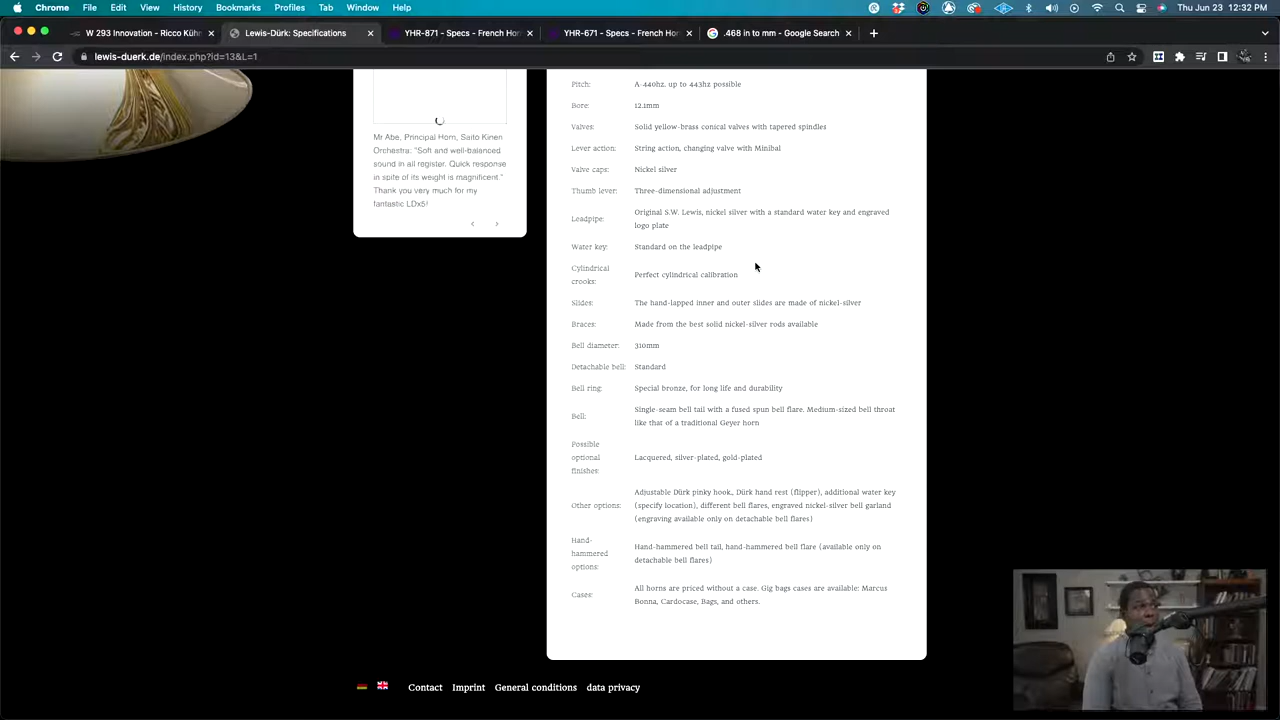 Chrome File Edit View History Bookmarks Profiles Tab Window Help
Thu Jun 23 12:32 PM
W 293 Innovation - Ricco Kühn
Lewis-Dürk: Specifications
YHR-871 - Specs - French Hor
YHR-671 - Specs - French Hor
.468 in to mm - Google Search
lewis-duerk.de/index.php?id=13&L=1
Mr Abe, Principal Horn, Saito Kinen
Orchestra: "Soft and well-balanced
sound in all register. Quick response
in spite of its weight is magnificent."
Thank you very much for my
fantastic LDx5!
Pitch: A-440hz. up to 443hz possible
Bore: 12.1mm
Valves: Solid yellow-brass conical valves with tapered spindles
Lever action: String action, changing valve with Minibal
Valve caps: Nickel silver
Thumb lever: Three-dimensional adjustment
Leadpipe: Original S.W. Lewis, nickel silver with a standard water key and engraved
logo plate
Water key: Standard on the leadpipe
Cylindrical
crooks: Perfect cylindrical calibration
Slides: The hand-lapped inner and outer slides are made of nickel-silver
Braces: Made from the best solid nickel-silver rods available
Bell diameter: 310mm
Detachable bell: Standard
Bell ring: Special bronze, for long life and durability
Bell: Single-seam bell tail with a fused spun bell flare. Medium-sized bell throat
like that of a traditional Geyer horn
Possible
optional
finishes: Lacquered, silver-plated, gold-plated
Other options: Adjustable Dürk pinky hook,, Dürk hand rest (flipper), additional water key
(specify location), different bell flares, engraved nickel-silver bell garland
(engraving available only on detachable bell flares)
Hand-
hammered
options: Hand-hammered bell tail, hand-hammered bell flare (available only on
detachable bell flares)
Cases: All horns are priced without a case. Gig bags cases are available: Marcus
Bonna, Cardocase, Bags, and others.
Contact Imprint General conditions data privacy